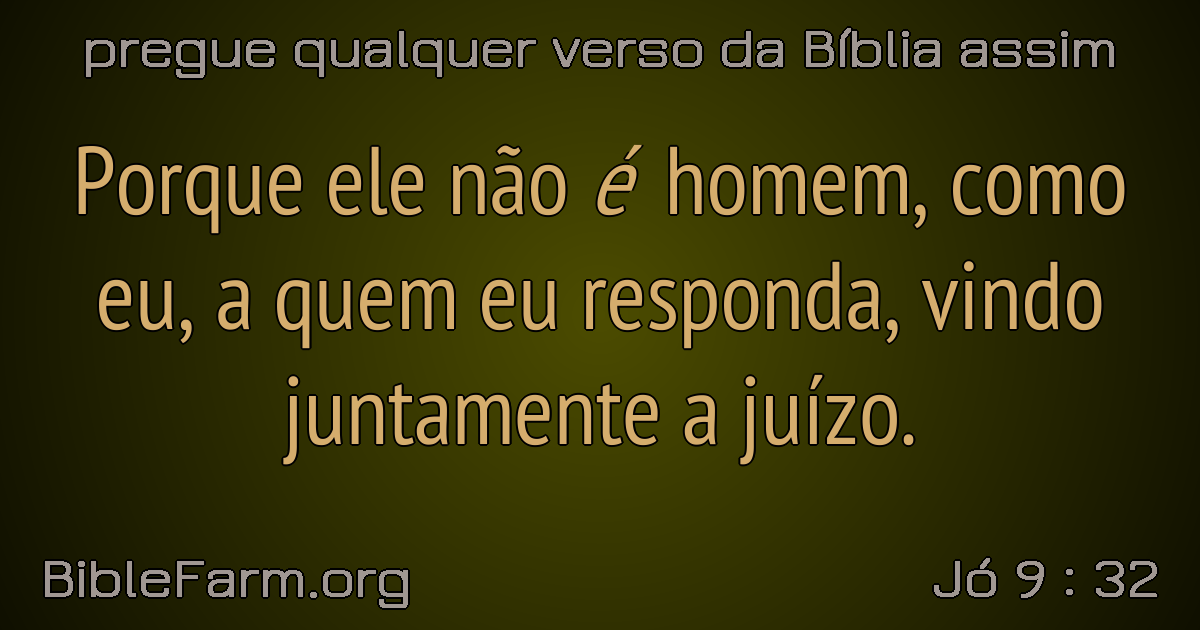 pregue qualquer verso da Bíblia assim
Porque ele não é homem, como
eu, a quem eu responda, vindo
juntamente a juízo.
BibleFarm.org
Jó 9 : 32